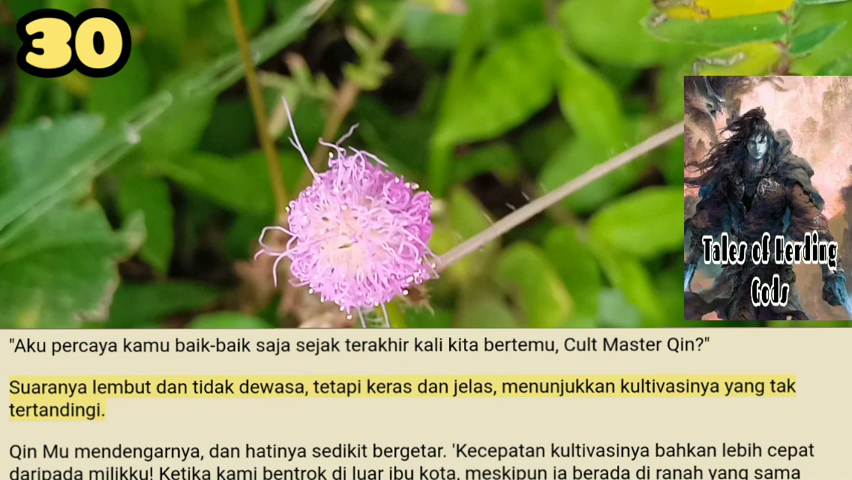 30
Tales of Herding
Gods
"Aku percaya kamu baik-baik saja sejak terakhir kali kita bertemu, Cult Master Qin?"
Suaranya lembut dan tidak dewasa, tetapi keras dan jelas, menunjukkan kultivasinya yang tak
tertandingi.
Qin Mu mendengarnya, dan hatinya sedikit bergetar. 'Kecepatan kultivasinya bahkan lebih cepat
daripada milikku! Ketika kami bentrok di luar ibu kota, meskipun ia berada di ranah yang sama